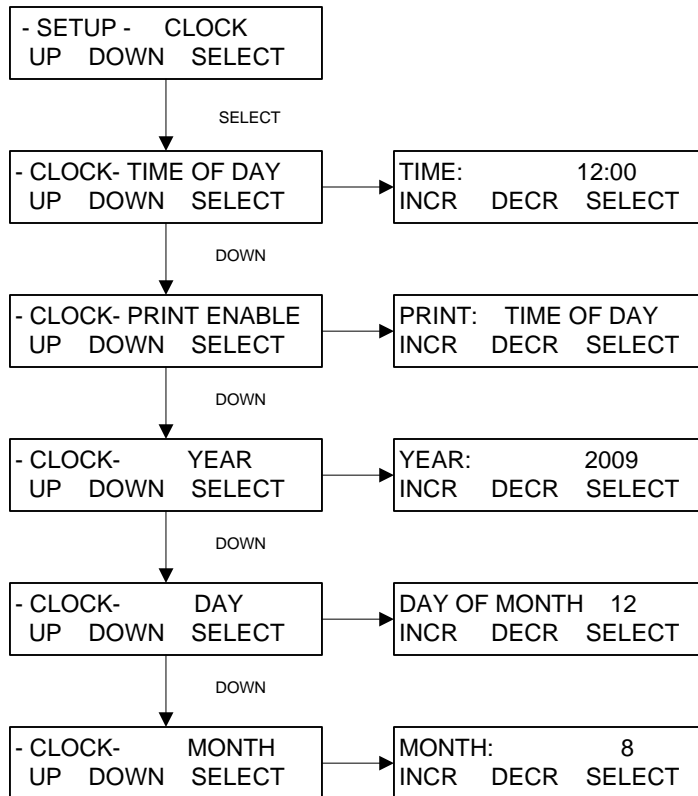 - SETUP - CLOCK
UP DOWN SELECT
SELECT
- CLOCK- TIME OF DAY
UP DOWN SELECT
TIME: 12:00
INCR DECR SELECT
DOWN
- CLOCK- PRINT ENABLE
UP DOWN SELECT
PRINT: TIME OF DAY
INCR DECR SELECT
DOWN
- CLOCK- YEAR
UP DOWN SELECT
YEAR: 2009
INCR DECR SELECT
DOWN
- CLOCK- DAY
UP DOWN SELECT
DAY OF MONTH 12
INCR DECR SELECT
DOWN
- CLOCK- MONTH
UP DOWN SELECT
MONTH: 8
INCR DECR SELECT